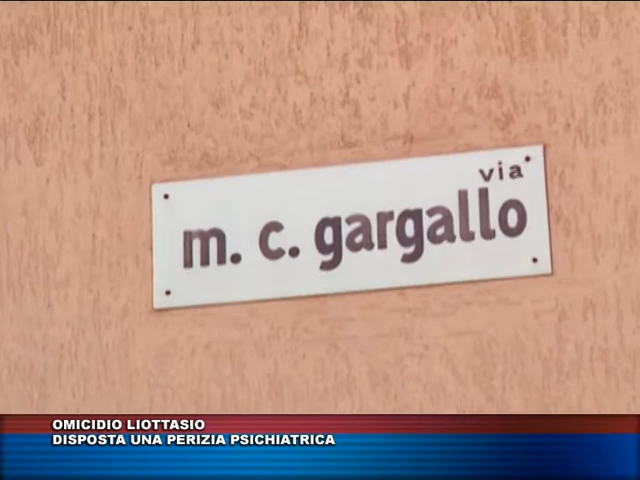 via
m. c. gargallo
OMICIDIO LIOTTASIO
DISPOSTA UNA PERIZIA PSICHIATRICA